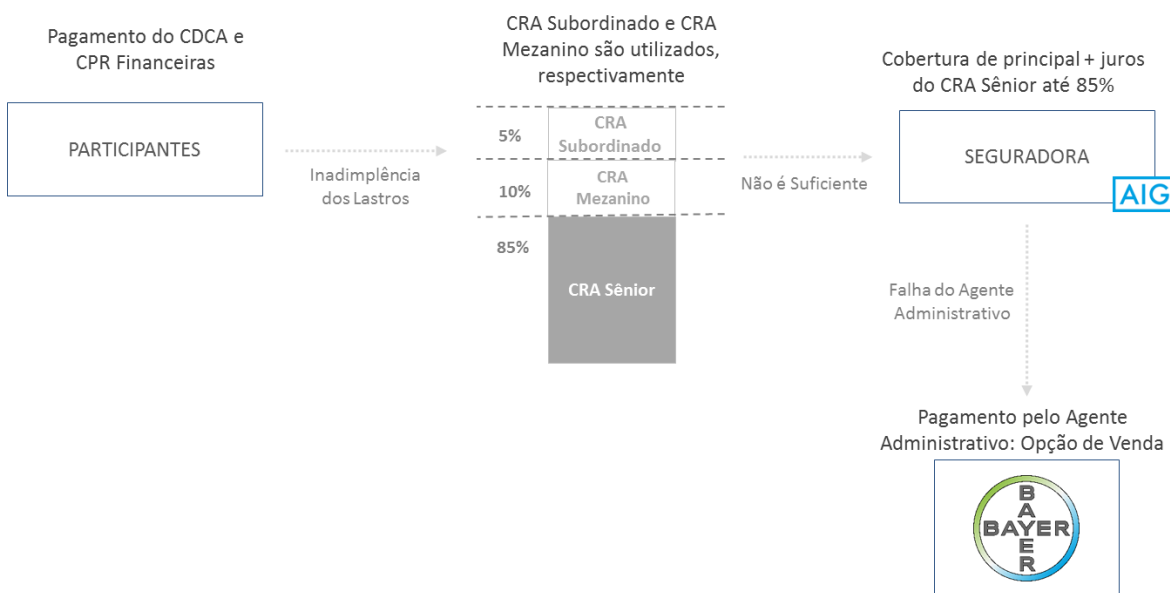 Pagamento do CDCA e
CPR Financeiras
PARTICIPANTES
Inadimplência
dos Lastros
CRA Subordinado e CRA
Mezanino são utilizados,
respectivamente
5%
CRA
Subordinado
10%
CRA
Mezanino
85%
CRA Sênior
Não é Suficiente
Cobertura de principal + juros
do CRA Sênior até 85%
SEGURADORA
AIG
Falha do Agente
Administrativo
Pagamento pelo Agente
Administrativo: Opção de Venda
BAYER
BAYER